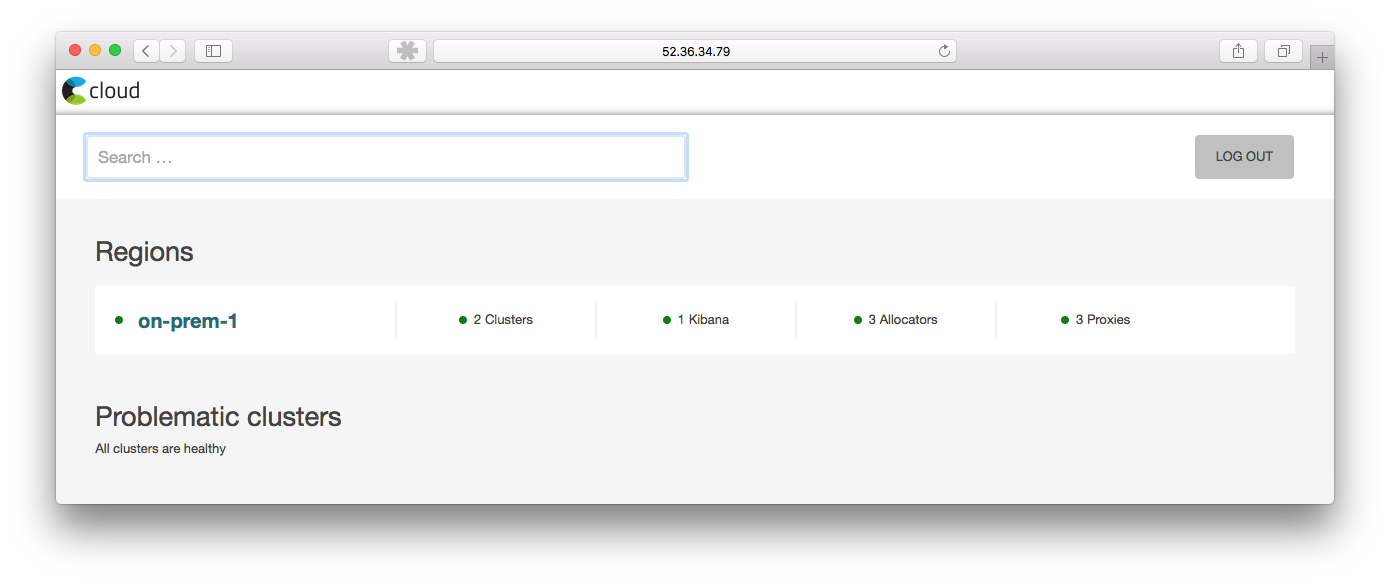 52.36.34.79
cloud
Search ...
LOG OUT
Regions
on-prem-1 2 Clusters 1 Kibana 3 Allocators 3 Proxies
Problematic clusters
All clusters are healthy